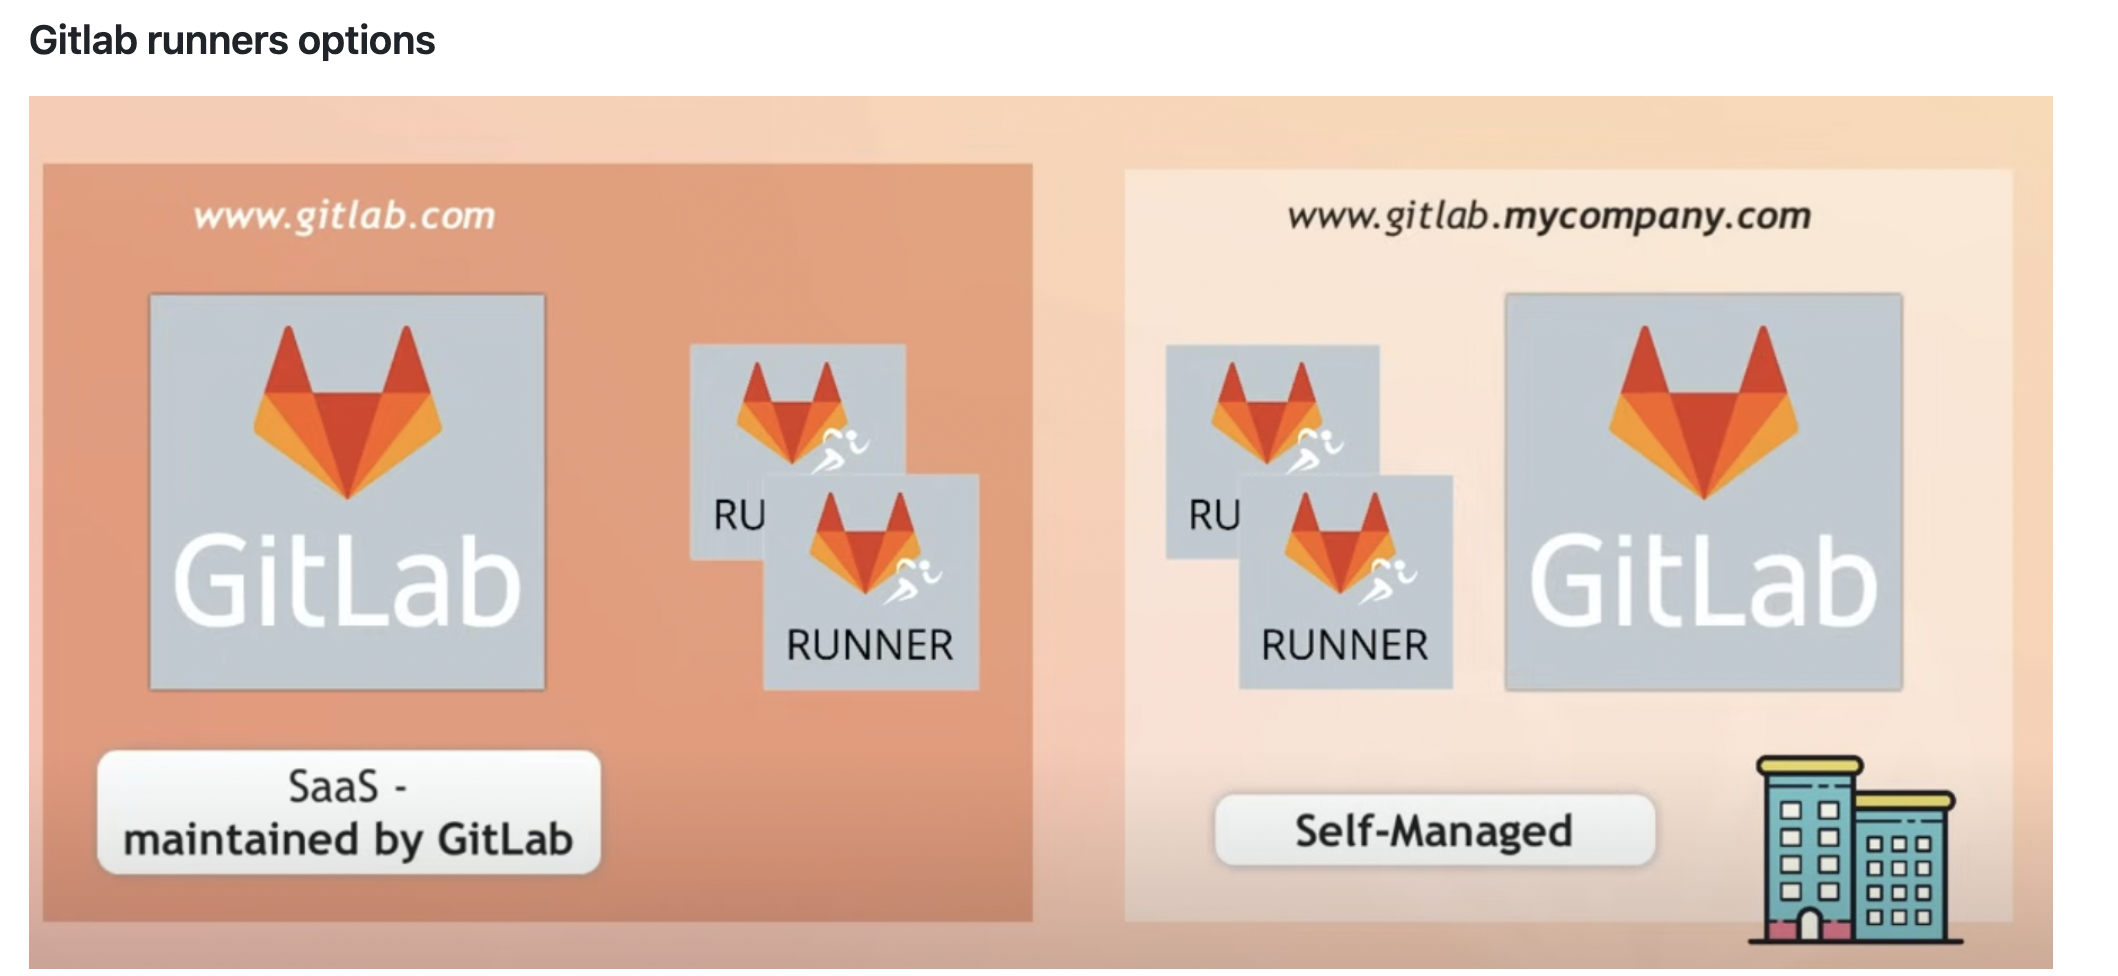 Gitlab runners options
www.gitlab.com
GitLab
RU
RUNNER
SaaS -
maintained by GitLab
www.gitlab.mycompany.com
RU
RUNNER
GitLab
Self-Managed